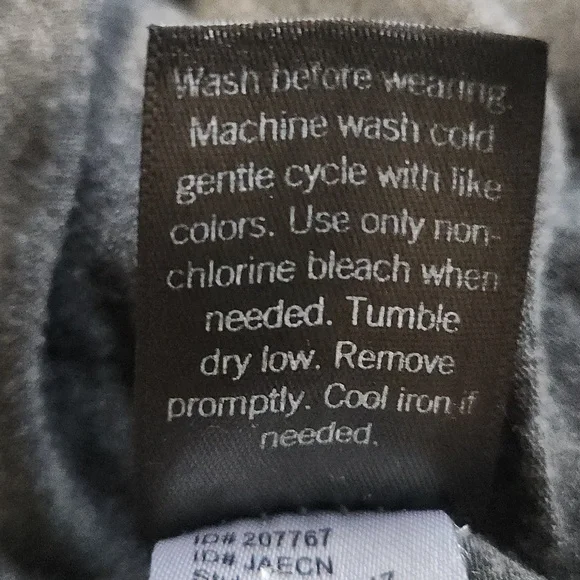 Wash before wearing.
Machine wash cold
gentle cycle with like
colors. Use only non-
chlorine bleach when
needed. Tumble
dry low. Remove
promptly. Cool iron if
needed.
ID# 207767
ID# JAECN